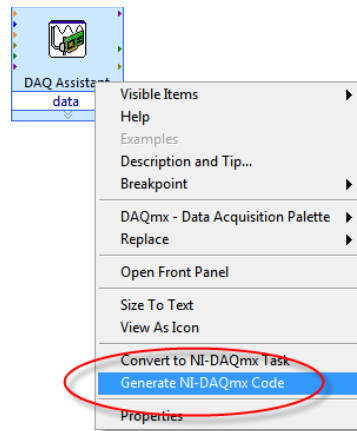 DAQ Assistant
data
Visible Items
Help
Examples
Description and Tip...
Breakpoint
DAQmx - Data Acquisition Palette
Replace
Open Front Panel
Size To Text
View As Icon
Convert to NI-DAQmx Task
Generate NI-DAQmx Code
Properties